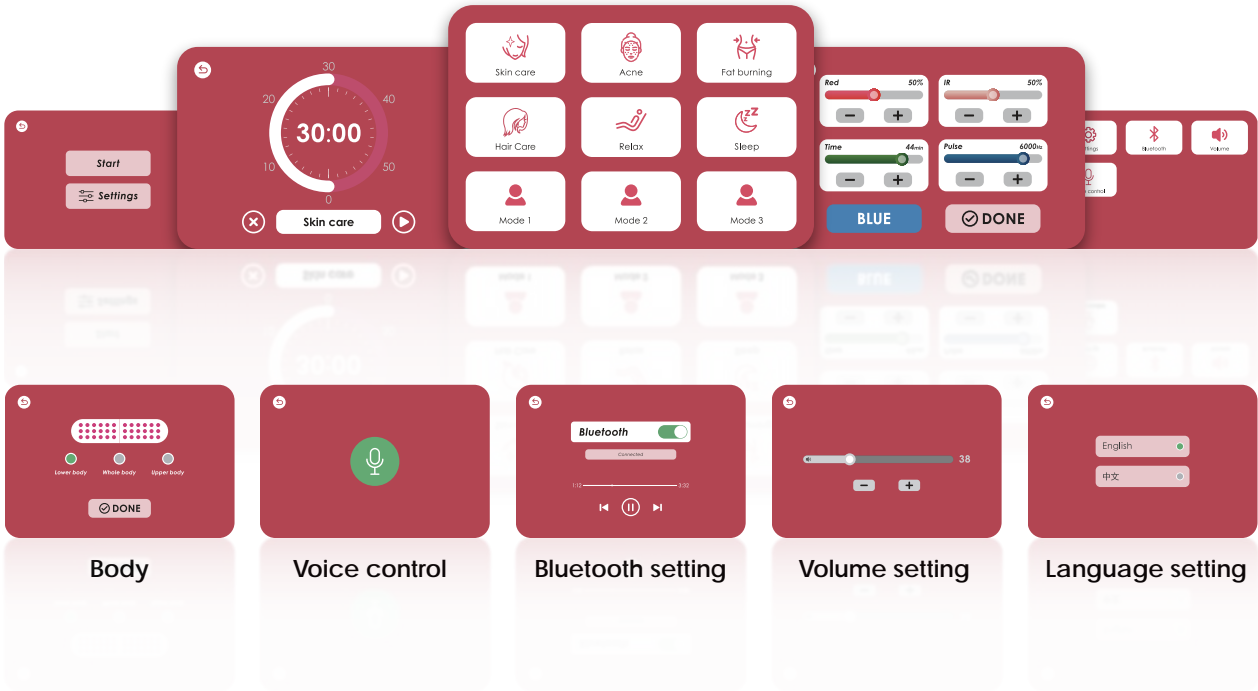 Start
Settings
30
20
40
30:00
10
50
0
Skin care
Skin care
Acne
Fat burning
Hair Care
Relax
Sleep
Mode 1
Mode 2
Mode 3
Red 50%
IR 50%
Time 44min
Pulse 6000Hz
BLUE
DONE
Bluetooth
Volume
control
Lower body
Whole body
Upper body
DONE
Body
Voice control
Bluetooth
Connected
1:12
3:32
Bluetooth setting
38
Volume setting
English
中文
Language setting